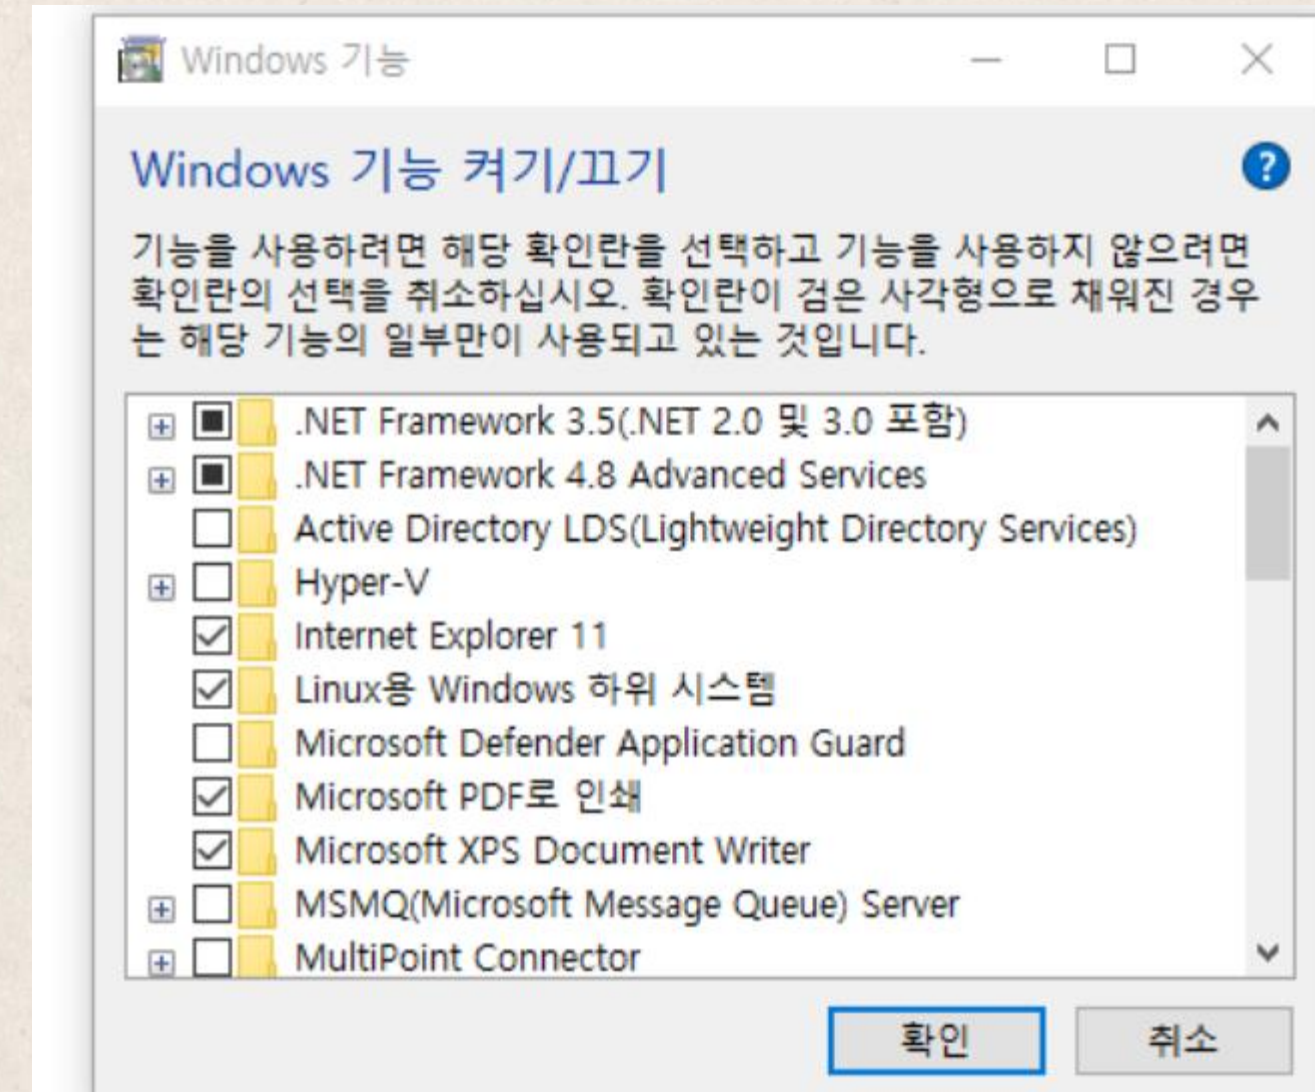 Windows 기능
Windows 기능 켜기/끄기
기능을 사용하려면 해당 확인란을 선택하고 기능을 사용하지 않으려면
확인란의 선택을 취소하십시오. 확인란이 검은 사각형으로 채워진 경우
는 해당 기능의 일부만이 사용되고 있는 것입니다.
.NET Framework 3.5(.NET 2.0 및 3.0 포함)
.NET Framework 4.8 Advanced Services
Active Directory LDS(Lightweight Directory Services)
Hyper-V
Internet Explorer 11
Linux용 Windows 하위 시스템
Microsoft Defender Application Guard
Microsoft PDF로 인쇄
Microsoft XPS Document Writer
MSMQ(Microsoft Message Queue) Server
MultiPoint Connector
확인 취소